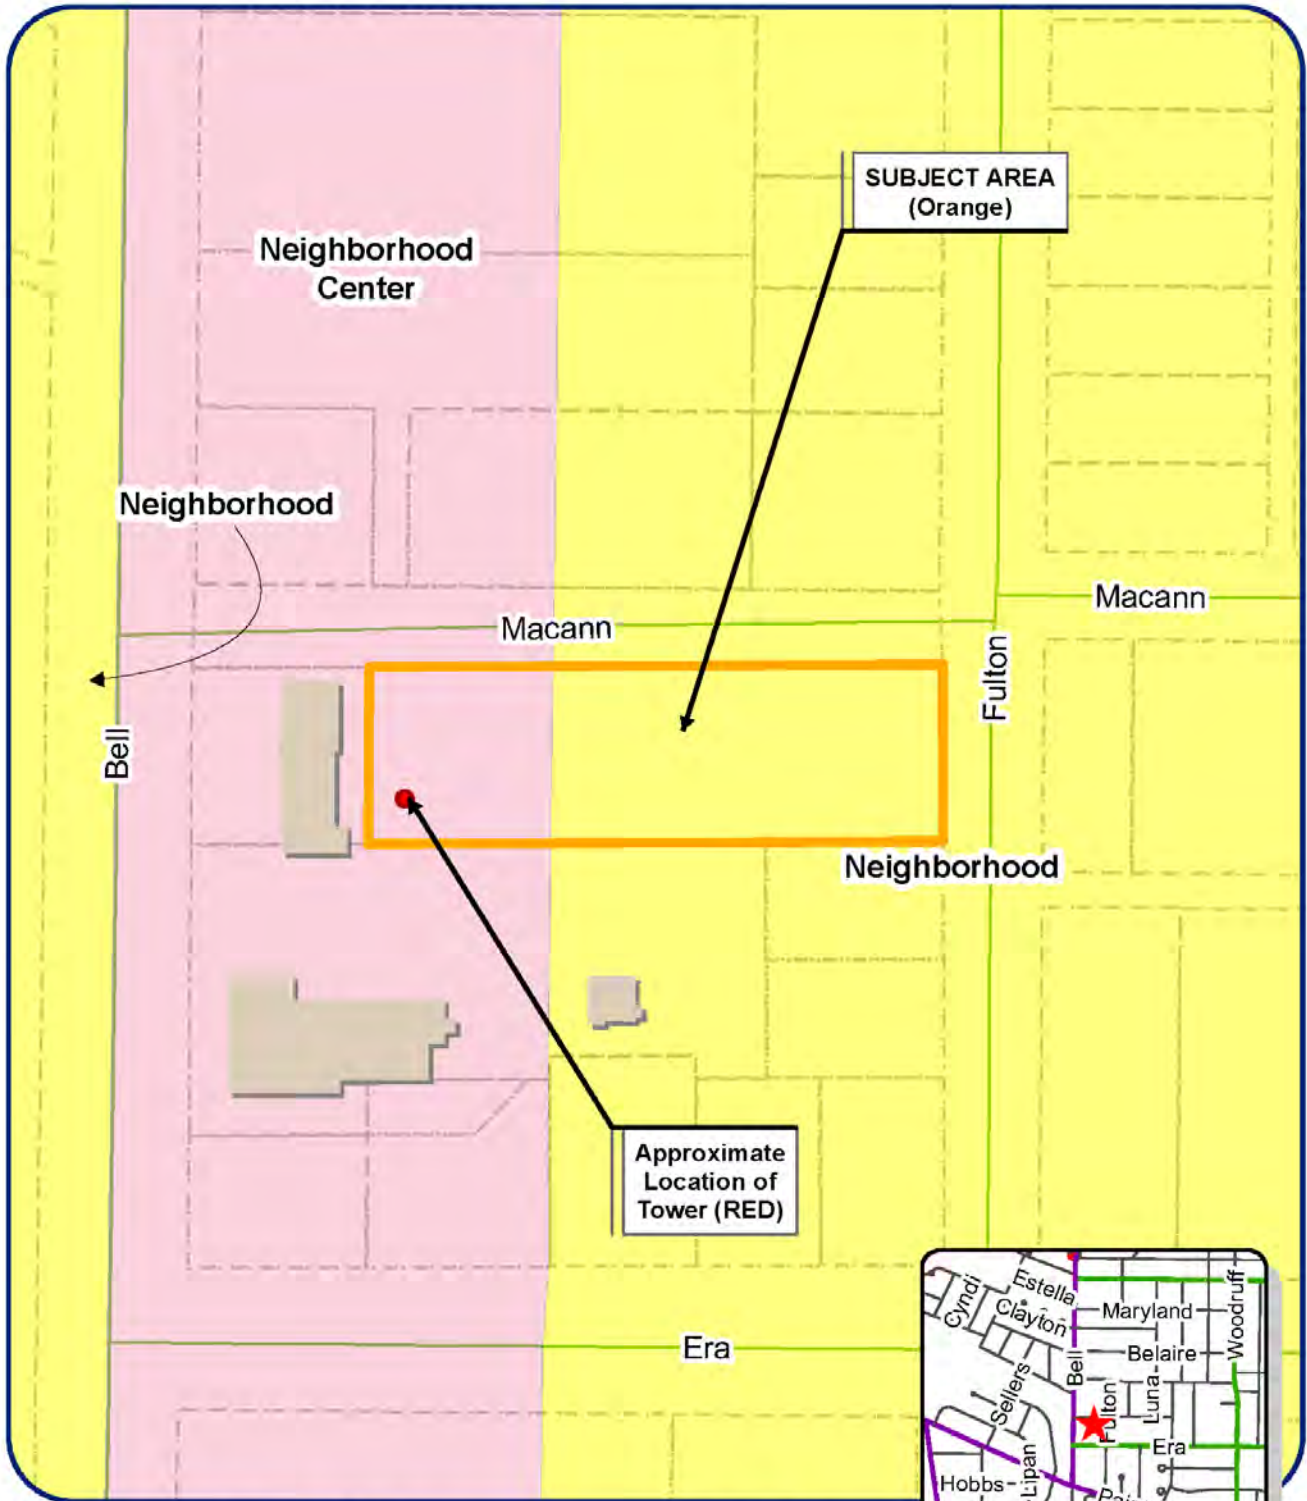 SUBJECT AREA
(Orange)
Neighborhood
Center
Neighborhood
Macann
Macann
Fulton
Bell
Neighborhood
Approximate
Location of
Tower (RED)
Era
Estella
Cyndi
Clayton
Maryland
Woodruff
Bell
Belaire
Sellers
Fulton
Luna
Era
Lipan
Hobbs